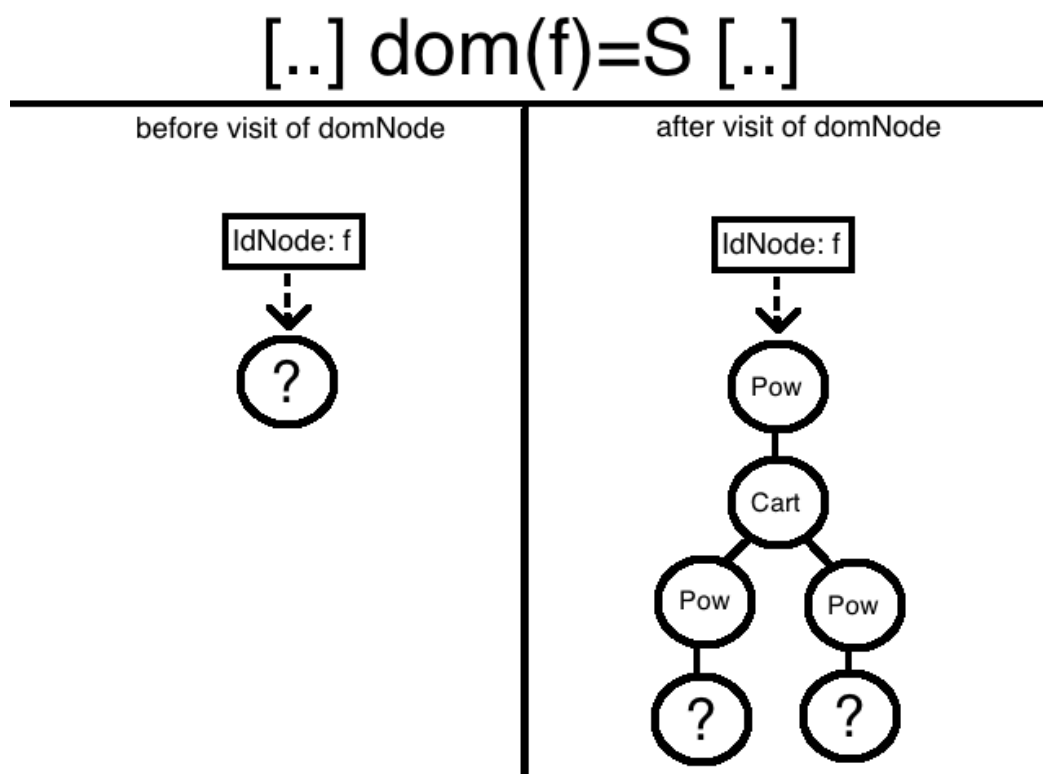 [..] dom(f)=S [..]
before visit of domNode
after visit of domNode
IdNode: f
?
IdNode: f
Pow
Cart
Pow
Pow
?
?